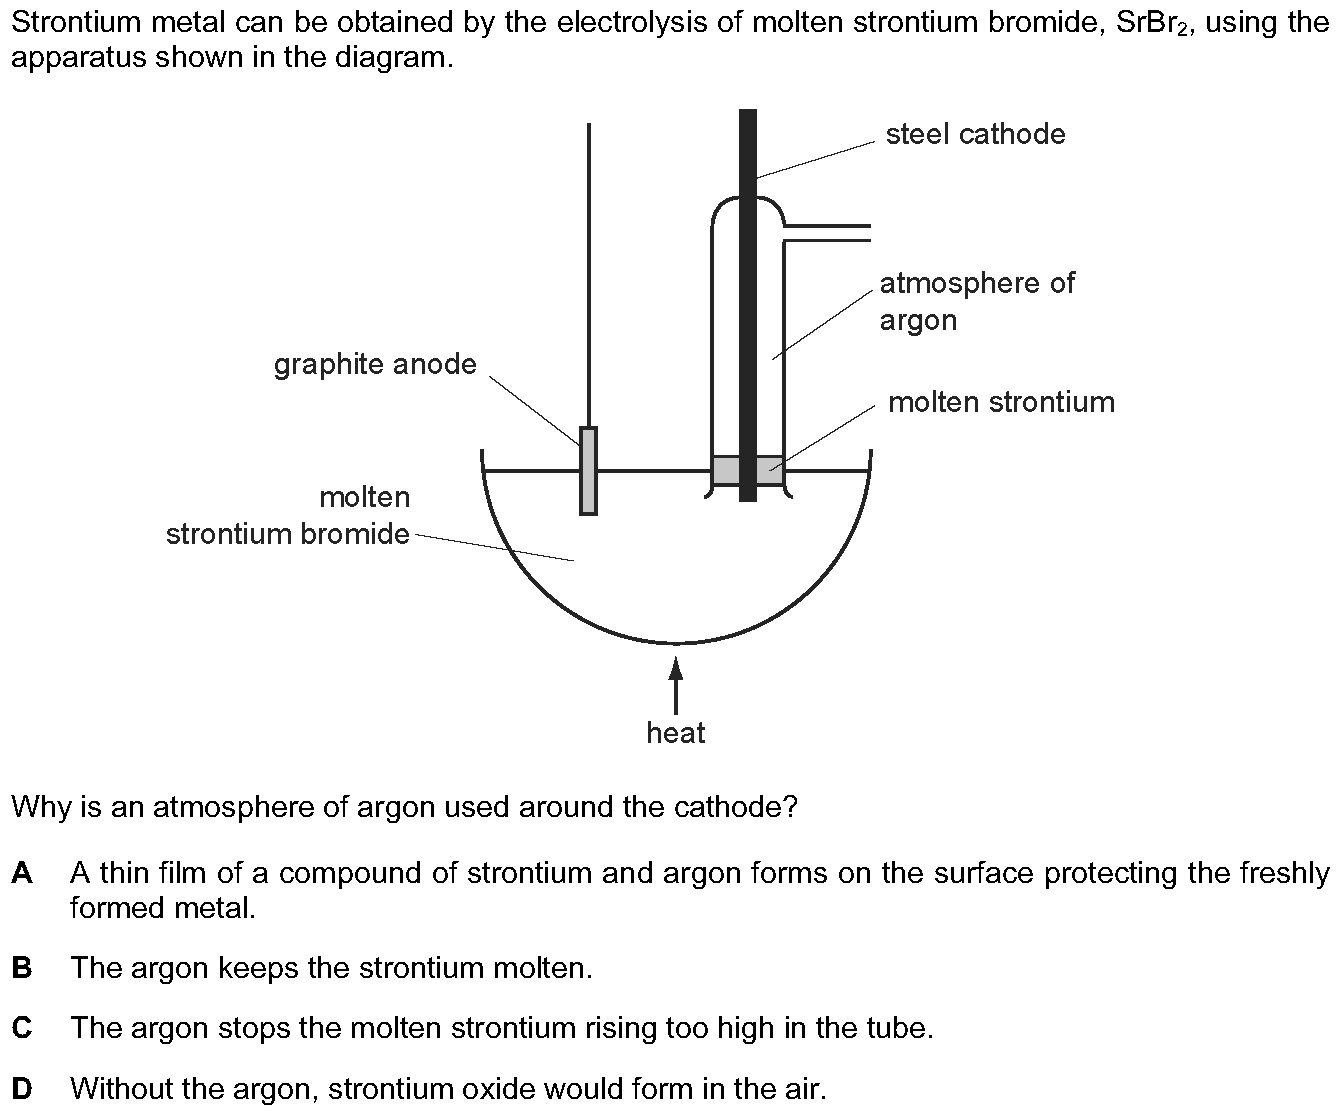 Strontium metal can be obtained by the electrolysis of molten strontium bromide, SrBr₂, using the
apparatus shown in the diagram.
steel cathode
atmosphere of
argon
graphite anode
molten strontium
molten
strontium bromide
heat
Why is an atmosphere of argon used around the cathode?
A A thin film of a compound of strontium and argon forms on the surface protecting the freshly
formed metal.
B The argon keeps the strontium molten.
C The argon stops the molten strontium rising too high in the tube.
D Without the argon, strontium oxide would form in the air.